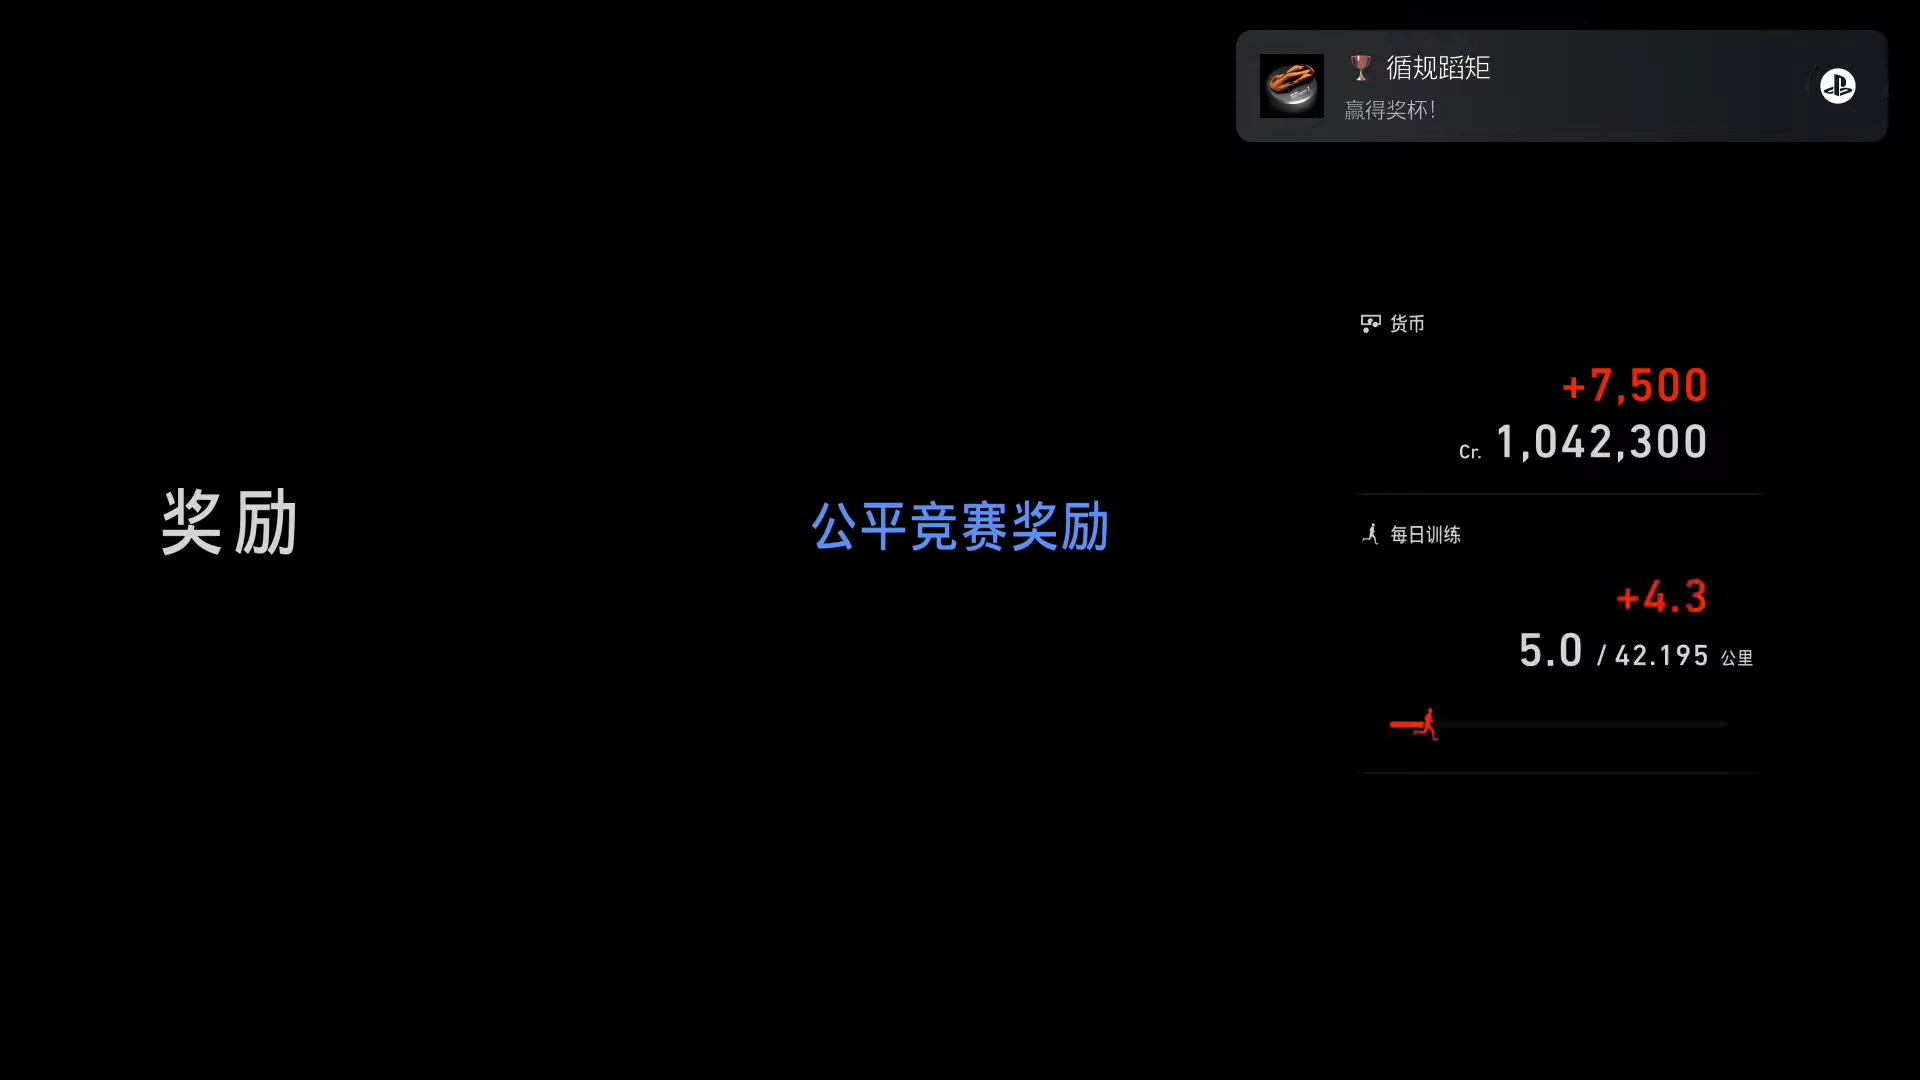 循规蹈矩
赢得奖杯!
货币
+7,500
Cr. 1,042,300
奖励
公平竞赛奖励
每日训练
+4.3
5.0 / 42.195 公里